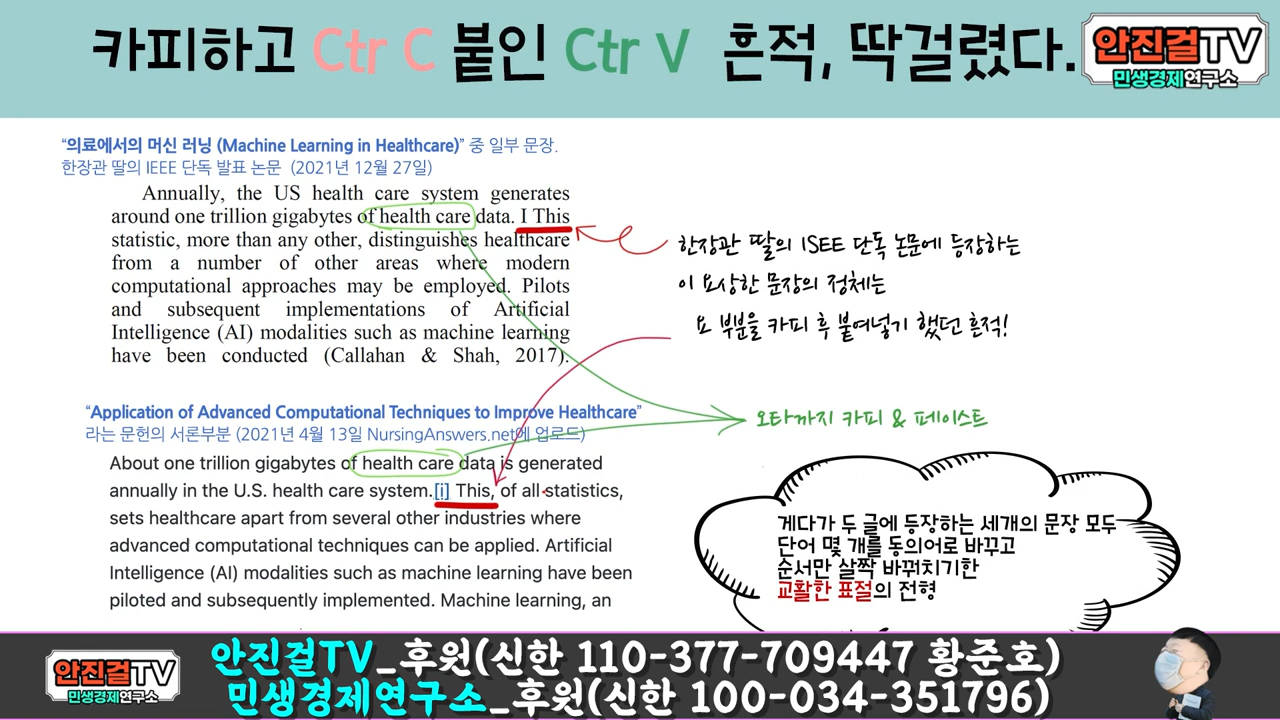 카피하고 Ctr C 붙인 Ctr V 흔적, 딱걸렸다.
안진걸TV
민생경제연구소
“의료에서의 머신 러닝 (Machine Learning in Healthcare)” 중 일부 문장.
한장관 딸의 IEEE 단독 발표 논문 (2021년 12월 27일)
Annually, the US health care system generates
around one trillion gigabytes of health care data. I This
statistic, more than any other, distinguishes healthcare
from a number of other areas where modern
computational approaches may be employed. Pilots
and subsequent implementations of Artificial
Intelligence (AI) modalities such as machine learning
have been conducted (Callahan & Shah, 2017).
한장관 딸의 ISEE 단독 논문에 등장하는
이 요상한 문장의 정체는
요 부분을 카피 후 붙여넣기 했던 흔적!
“Application of Advanced Computational Techniques to Improve Healthcare”
라는 문헌의 서론부분 (2021년 4월 13일 NursingAnswers.net에 업로드)
오타까지 카피 & 페이스트
About one trillion gigabytes of health care data is generated
annually in the U.S. health care system.[i] This, of all statistics,
sets healthcare apart from several other industries where
advanced computational techniques can be applied. Artificial
Intelligence (AI) modalities such as machine learning have been
piloted and subsequently implemented. Machine learning, an
게다가 두 글에 등장하는 세개의 문장 모두
단어 몇 개를 동의어로 바꾸고
순서만 살짝 바꿔치기한
교활한 표절의 전형
안진걸TV
민생경제연구소
안진걸TV_후원(신한 110-377-709447 황준호)
민생경제연구소_후원(신한 100-034-351796)